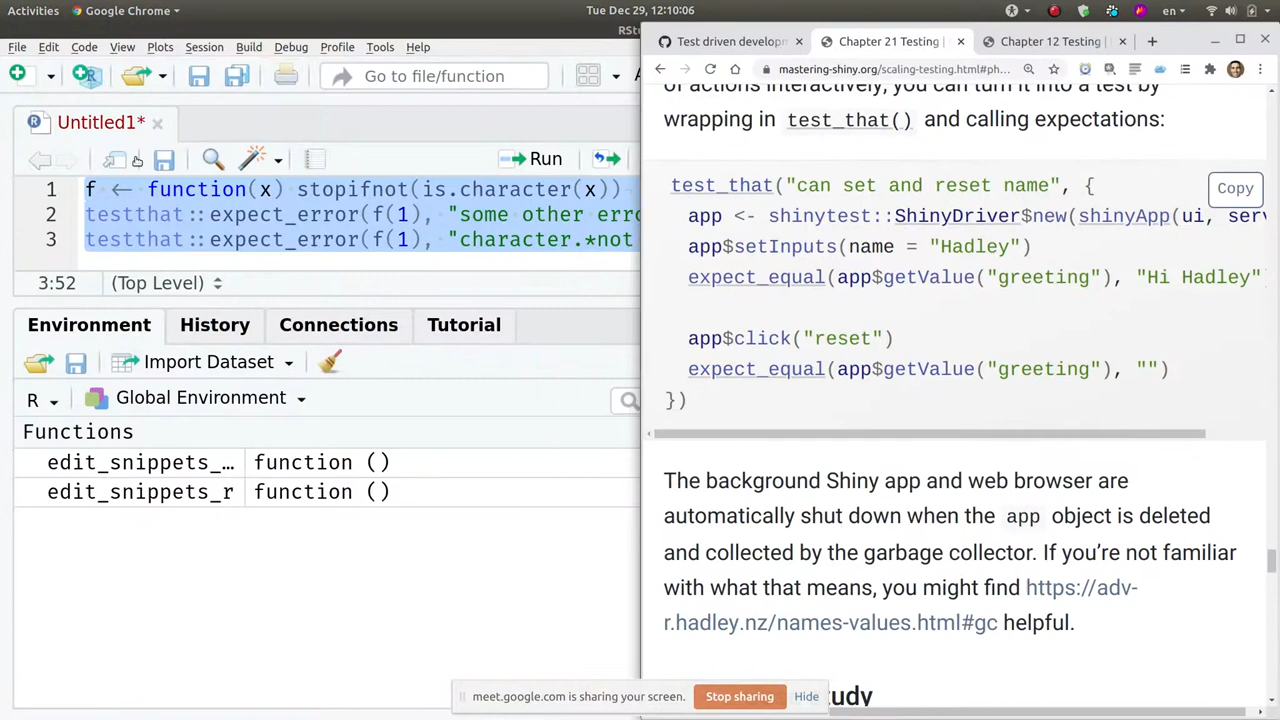 Activities Google Chrome Tue Dec 29, 12:10:06 en
File Edit Code View Plots Session Build Debug Profile Tools Help
Go to file/function
Untitled1*
Run
1 f <- function(x) stopifnot(is.character(x))
2 testthat::expect_error(f(1), "some other erro
3 testthat::expect_error(f(1), "character.*not
3:52 (Top Level)
Environment History Connections Tutorial
Import Dataset
R Global Environment
Functions
edit_snippets_… function ()
edit_snippets_r function ()
Test driven developm Chapter 21 Testing | Chapter 12 Testing |
mastering-shiny.org/scaling-testing.html#ph...
of actions interactively, you can turn it into a test by
wrapping in test_that() and calling expectations:
Copy
test_that("can set and reset name", {
app <- shinytest::ShinyDriver$new(shinyApp(ui, serv
app$setInputs(name = "Hadley")
expect_equal(app$getValue("greeting"), "Hi Hadley")
app$click("reset")
expect_equal(app$getValue("greeting"), "")
})
The background Shiny app and web browser are
automatically shut down when the app object is deleted
and collected by the garbage collector. If you’re not familiar
with what that means, you might find https://adv-
r.hadley.nz/names-values.html#gc helpful.
meet.google.com is sharing your screen. Stop sharing Hide